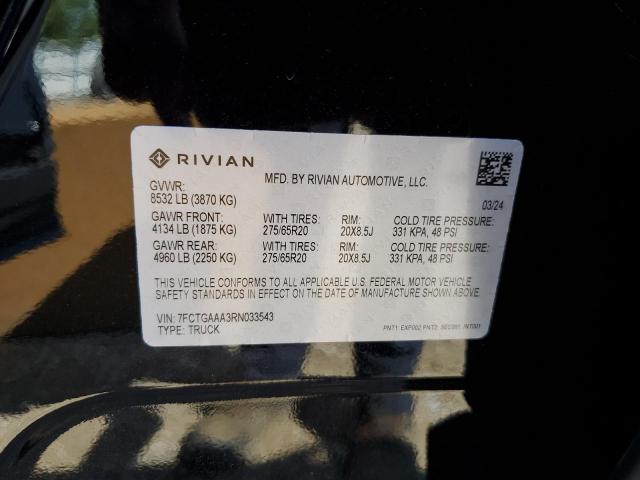 RIVIAN
MFD. BY RIVIAN AUTOMOTIVE, LLC.
GVWR:
8532 LB (3870 KG)
03/24
GAWR FRONT: WITH TIRES: RIM: COLD TIRE PRESSURE:
4134 LB (1875 KG) 275/65R20 20X8.5J 331 KPA, 48 PSI
GAWR REAR: WITH TIRES: RIM: COLD TIRE PRESSURE:
4960 LB (2250 KG) 275/65R20 20X8.5J 331 KPA, 48 PSI
THIS VEHICLE CONFORMS TO ALL APPLICABLE U.S. FEDERAL MOTOR VEHICLE
SAFETY STANDARDS IN EFFECT ON THE DATE OF MANUFACTURE SHOWN ABOVE.
VIN: 7FCTGAAA3RN033543
TYPE: TRUCK
PNT1: EXP002 PNT2: